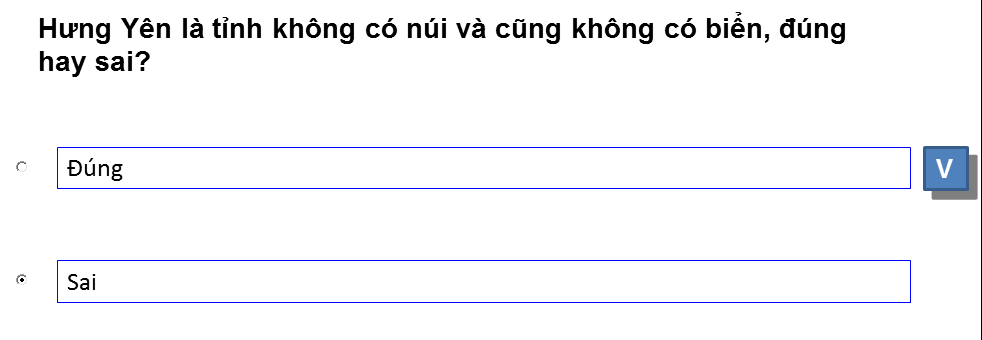 Hưng Yên là tỉnh không có núi và cũng không có biển, đúng
hay sai?
Đúng
V
Sai